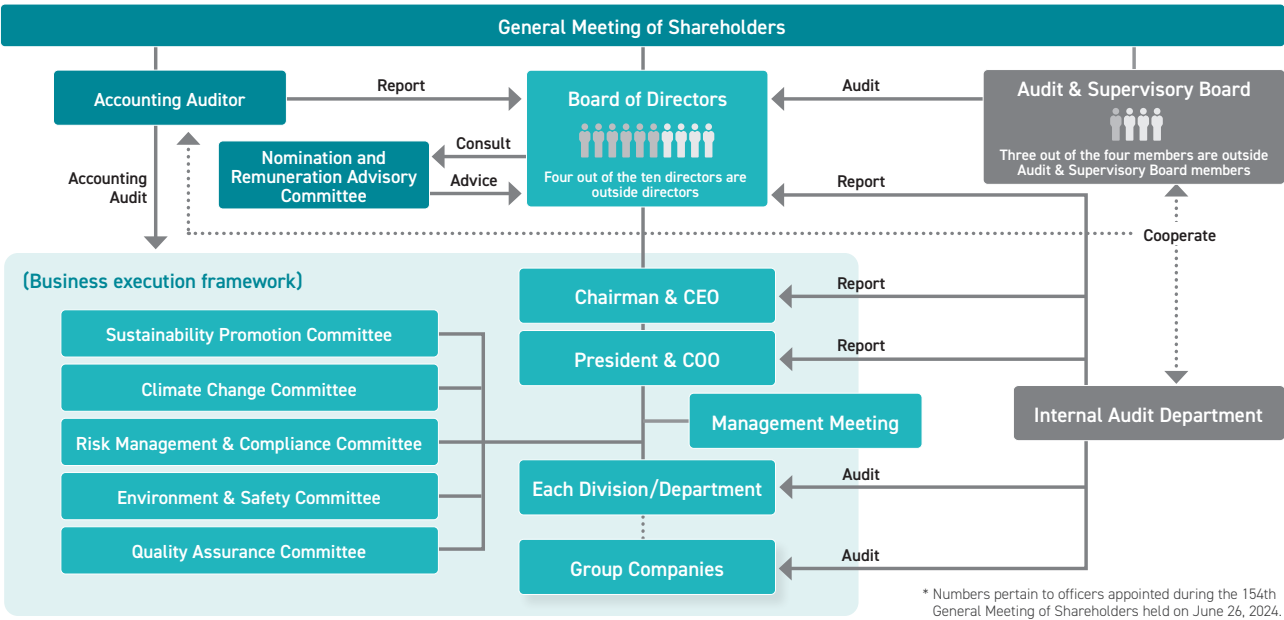 General Meeting of Shareholders
Accounting Auditor
Report
Board of Directors
Four out of the ten directors are
outside directors
Audit
Audit & Supervisory Board
Three out of the four members are outside
Audit & Supervisory Board members
Nomination and
Remuneration Advisory
Committee
Consult
Advice
Accounting
Audit
Report
Cooperate
(Business execution framework)
Chairman & CEO
Report
Sustainability Promotion Committee
President & COO
Report
Climate Change Committee
Management Meeting
Internal Audit Department
Risk Management & Compliance Committee
Each Division/Department
Audit
Environment & Safety Committee
Quality Assurance Committee
Group Companies
Audit
* Numbers pertain to officers appointed during the 154th
General Meeting of Shareholders held on June 26, 2024.